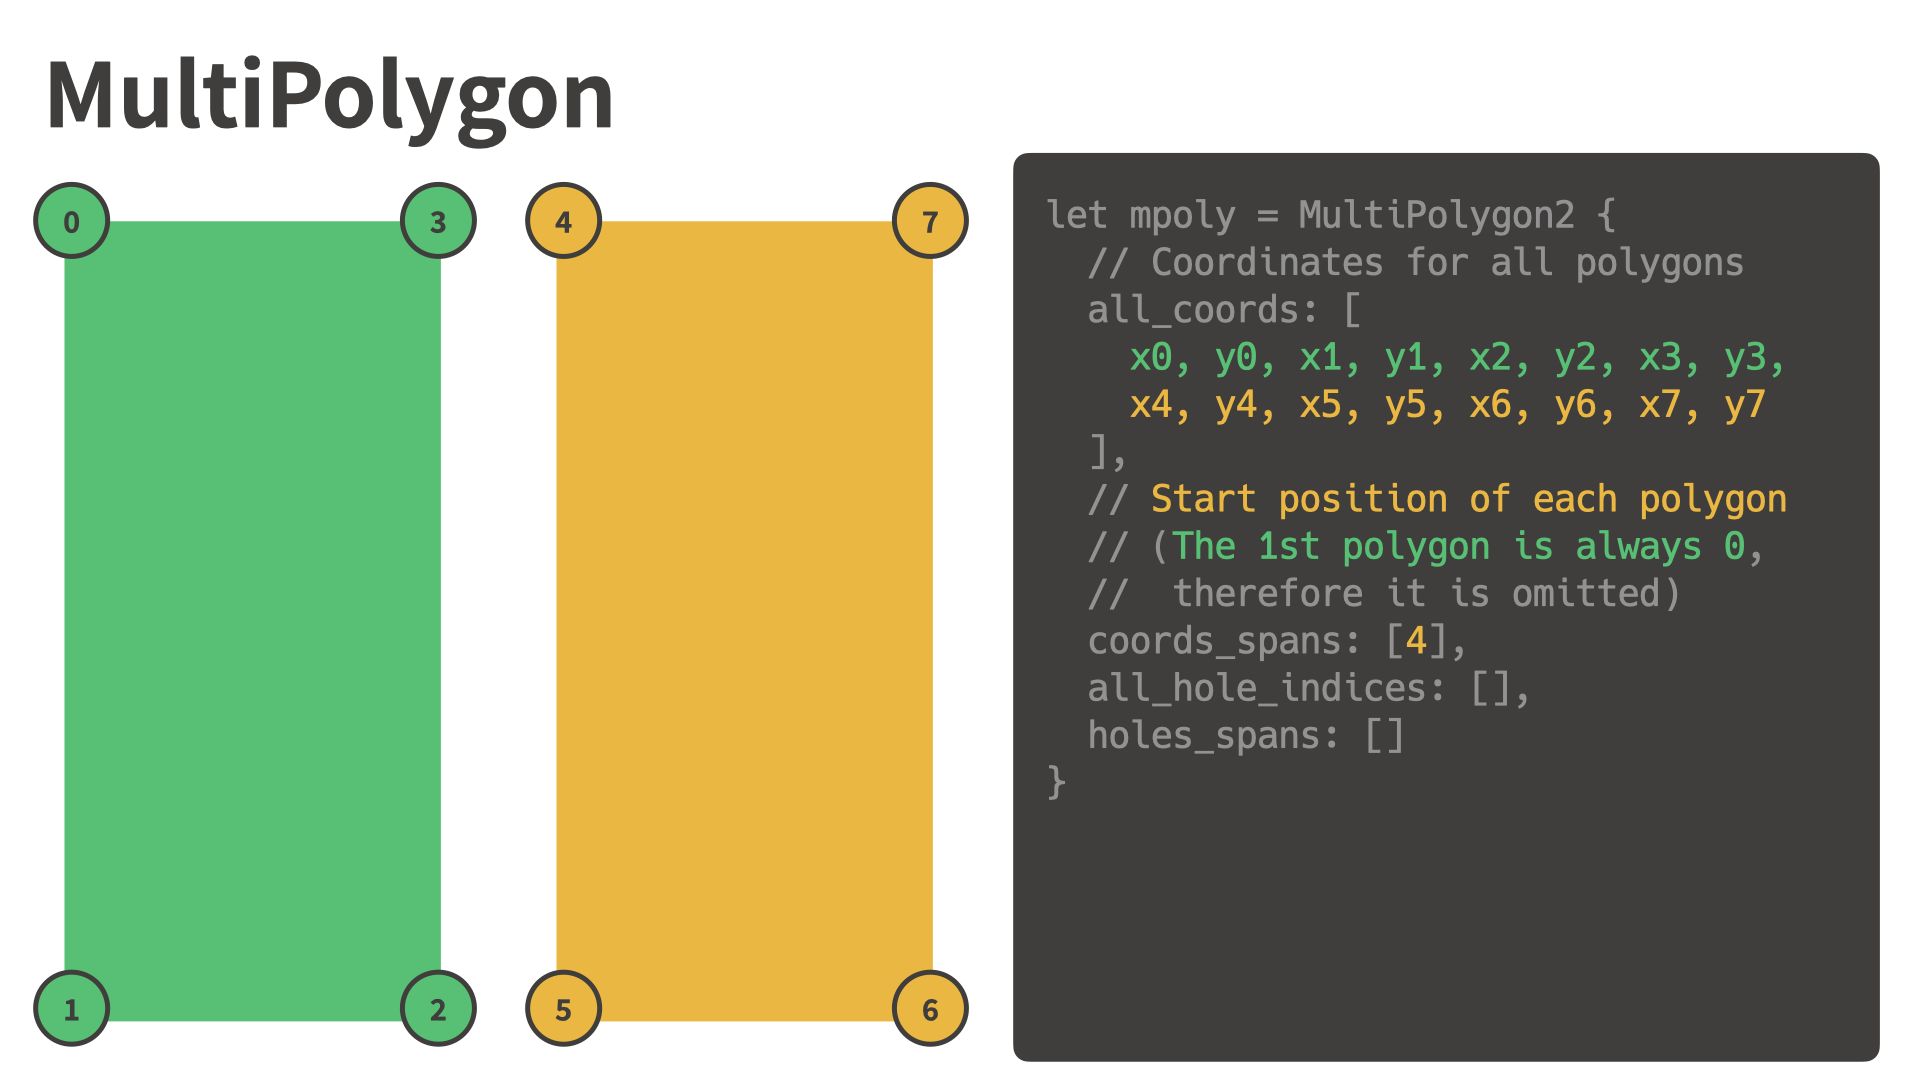 MultiPolygon
0
3
4
7
1
2
5
6
let mpoly = MultiPolygon2 {
  // Coordinates for all polygons
  all_coords: [
    x0, y0, x1, y1, x2, y2, x3, y3,
    x4, y4, x5, y5, x6, y6, x7, y7
  ],
  // Start position of each polygon
  // (The 1st polygon is always 0,
  //  therefore it is omitted)
  coords_spans: [4],
  all_hole_indices: [],
  holes_spans: []
}